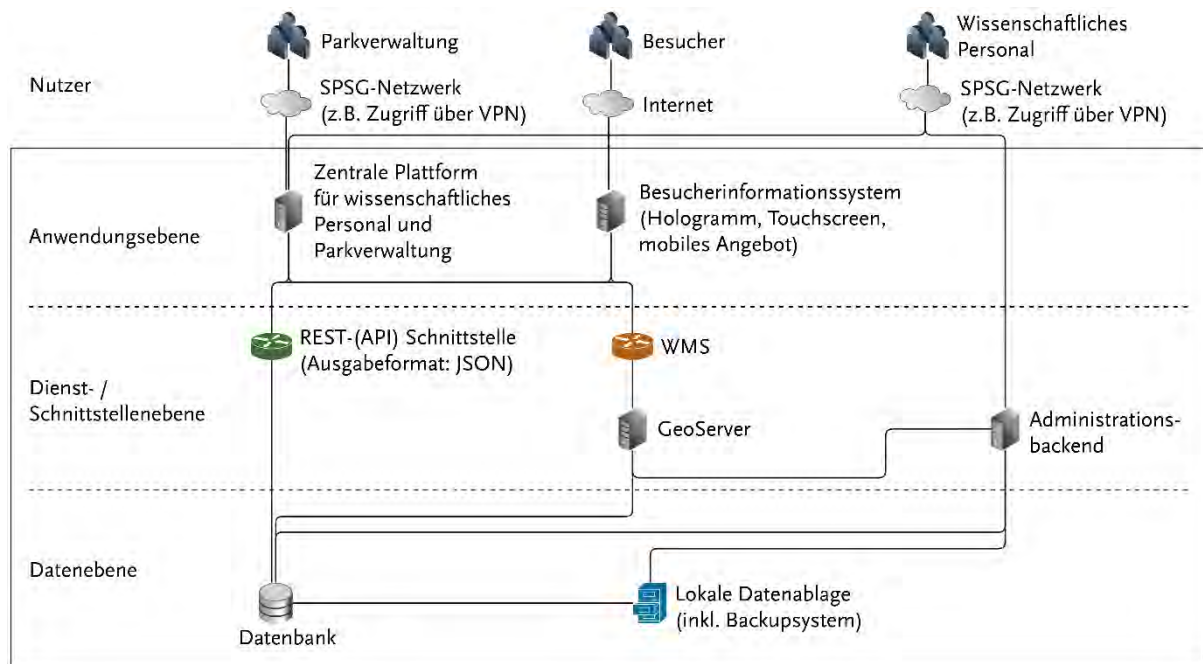 Nutzer
Parkverwaltung
SPSG-Netzwerk
(z.B. Zugriff über VPN)
Besucher
Internet
Wissenschaftliches
Personal
SPSG-Netzwerk
(z.B. Zugriff über VPN)
Anwendungsebene
Zentrale Plattform
für wissenschaftliches
Personal und
Parkverwaltung
Besucherinformationssystem
(Hologramm, Touchscreen,
mobiles Angebot)
Dienst- /
Schnittstellenebene
REST-(API) Schnittstelle
(Ausgabeformat: JSON)
WMS
GeoServer
Administrations-
backend
Datenebene
Datenbank
Lokale Datenablage
(inkl. Backupsystem)